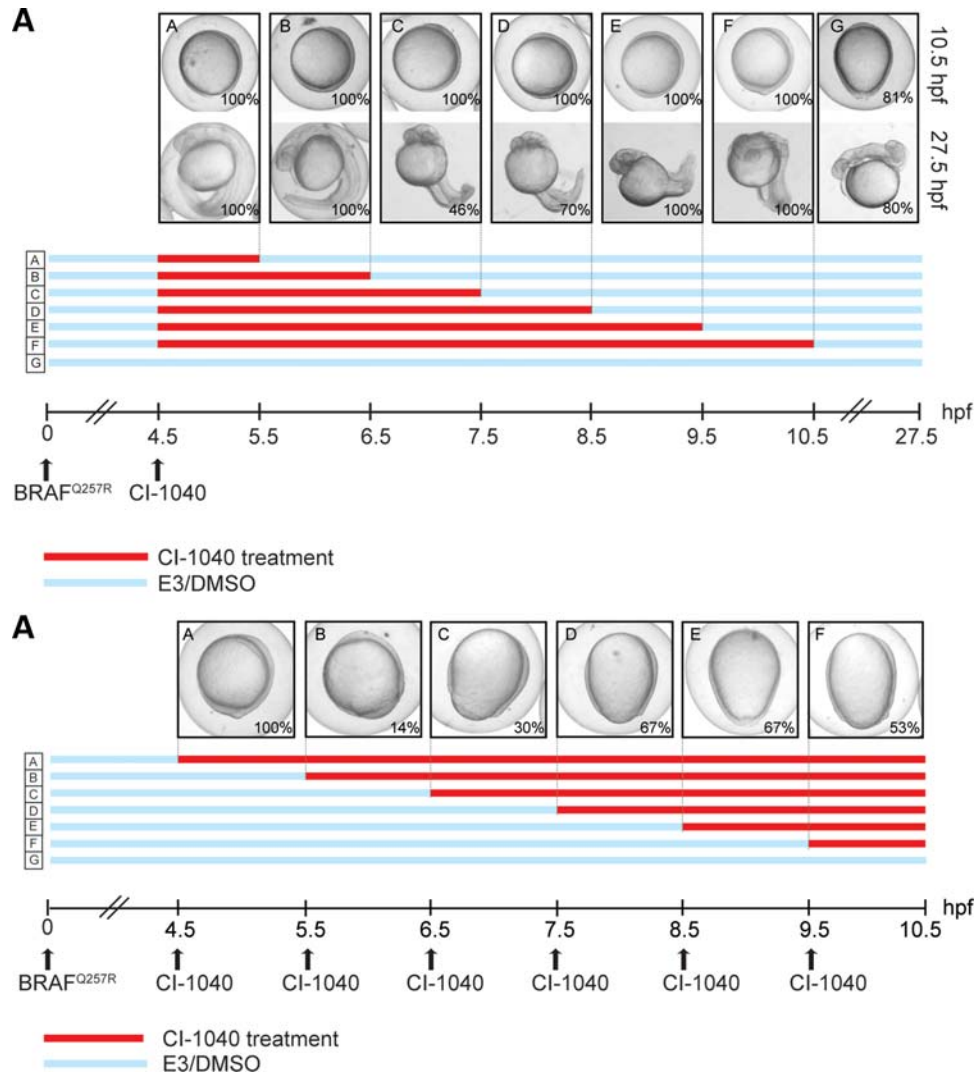 A
A B C D E F G
100% 100% 100% 100% 100% 100% 81%
10.5 hpf
100% 100% 46% 70% 100% 100% 80%
27.5 hpf
A
B
C
D
E
F
G
hpf
0 4.5 5.5 6.5 7.5 8.5 9.5 10.5 27.5
BRAFQ257R CI-1040
CI-1040 treatment
E3/DMSO
A
A B C D E F
100% 14% 30% 67% 67% 53%
A
B
C
D
E
F
G
hpf
0 4.5 5.5 6.5 7.5 8.5 9.5 10.5
BRAFQ257R CI-1040 CI-1040 CI-1040 CI-1040 CI-1040 CI-1040
CI-1040 treatment
E3/DMSO